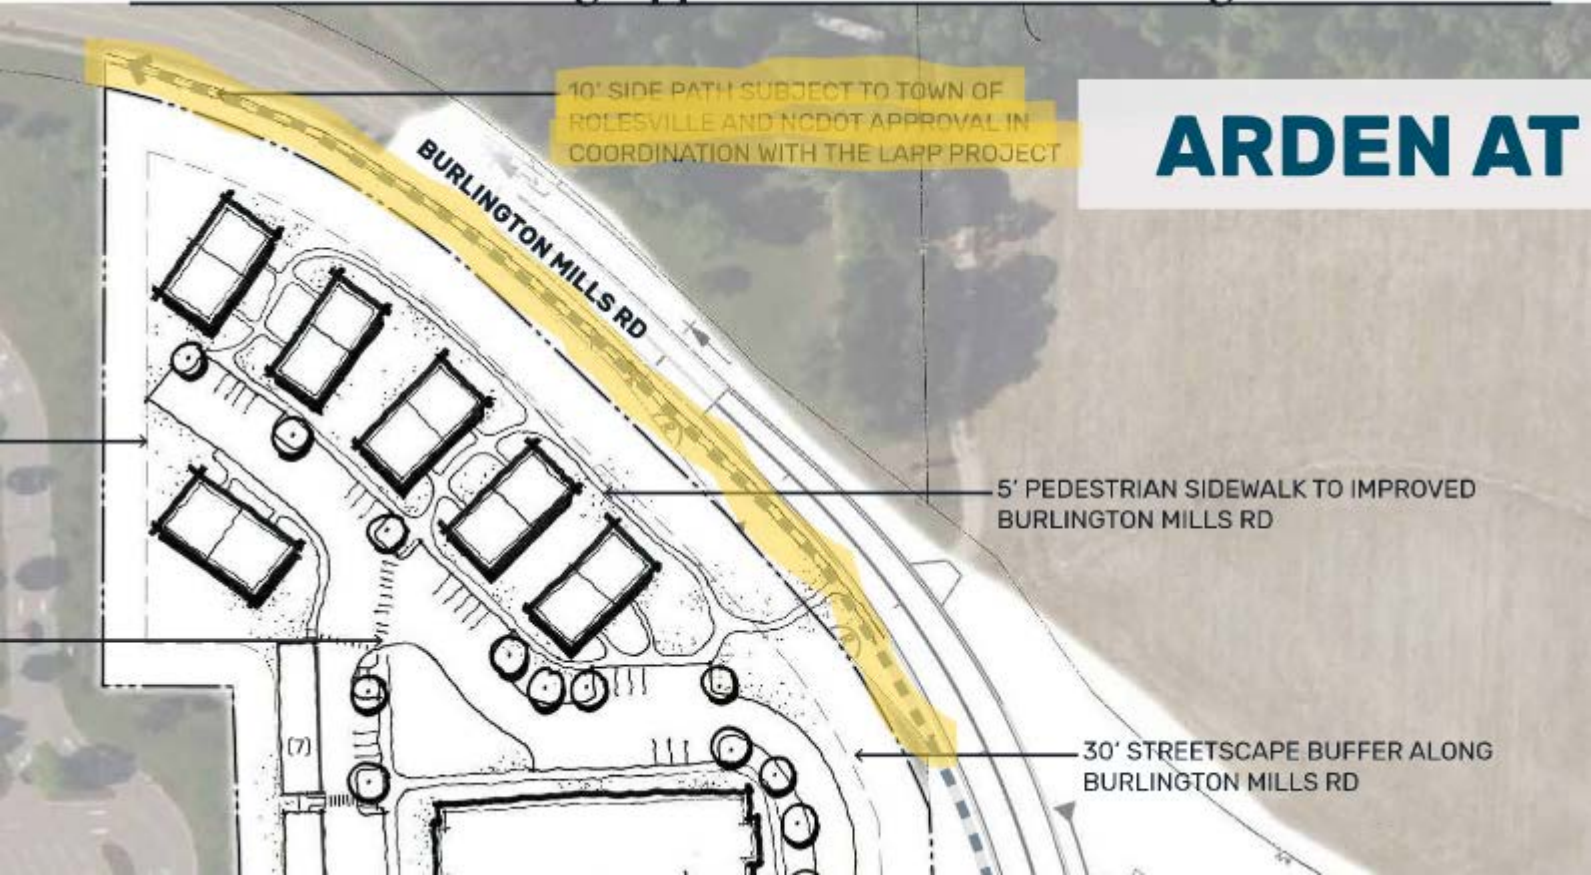 10' SIDE PATH SUBJECT TO TOWN OF
ROLESVILLE AND NCDOT APPROVAL IN
COORDINATION WITH THE LAPP PROJECT
ARDEN AT
BURLINGTON MILLS RD
5' PEDESTRIAN SIDEWALK TO IMPROVED
BURLINGTON MILLS RD
30' STREETSCAPE BUFFER ALONG
BURLINGTON MILLS RD
(7)